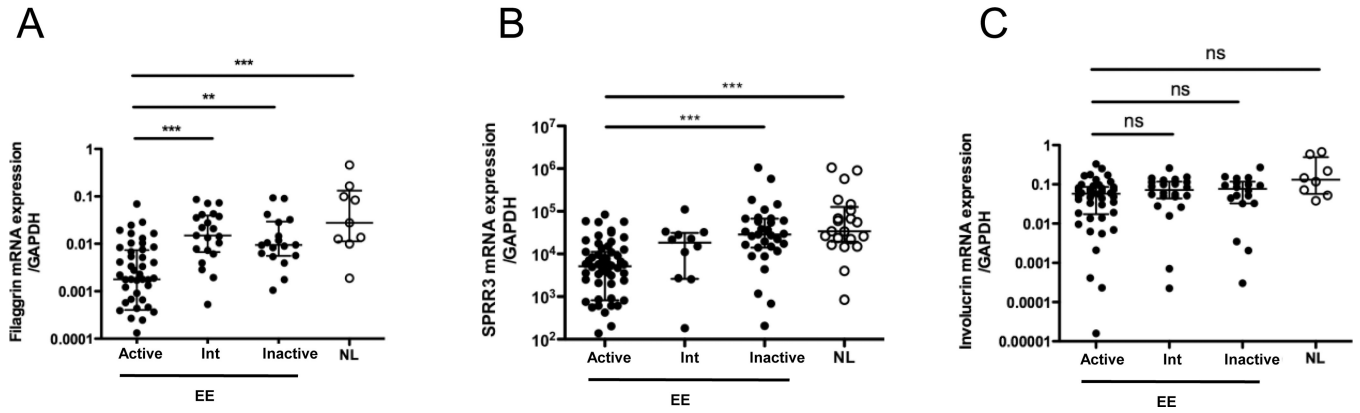 A
B
C
***
**
***
Filaggrin mRNA expression
/GAPDH
1
0.1
0.01
0.001
0.0001
Active Int Inactive NL
EE
***
***
SPRR3 mRNA expression
/GAPDH
10⁷
10⁶
10⁵
10⁴
10³
10²
Active Int Inactive NL
EE
ns
ns
ns
Involucrin mRNA expression
/GAPDH
1
0.1
0.01
0.001
0.0001
0.00001
Active Int Inactive NL
EE